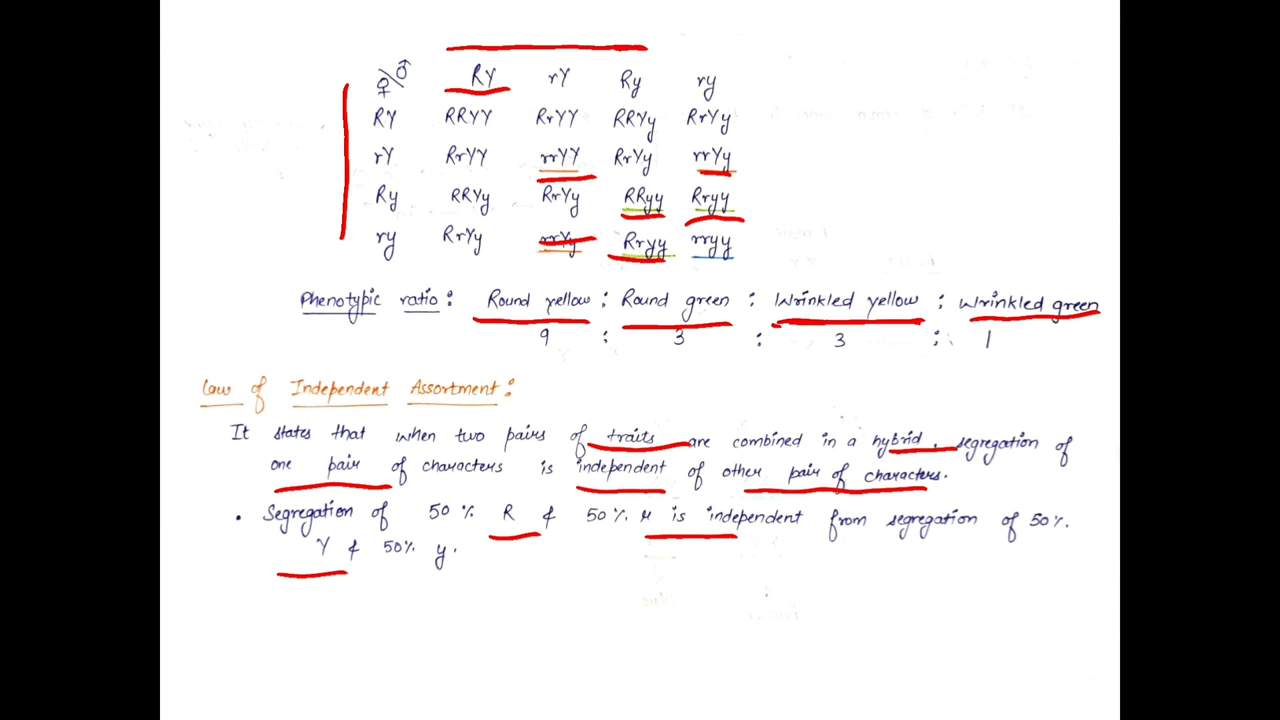 ♀\♂ RY rY Ry ry
RY RRYY RrYY RRYy RrYy
rY RrYY rrYY RrYy rrYy
Ry RRYy RrYy RRyy Rryy
ry RrYy rrYy Rryy rryy
Phenotypic ratio: Round yellow : Round green : Wrinkled yellow : Wrinkled green
9 : 3 : 3 : 1
Law of Independent Assortment:
It states that when two pairs of traits are combined in a hybrid, segregation of
one pair of characters is independent of other pair of characters.
• Segregation of 50% R & 50% r is independent from segregation of 50%
Y & 50% y.